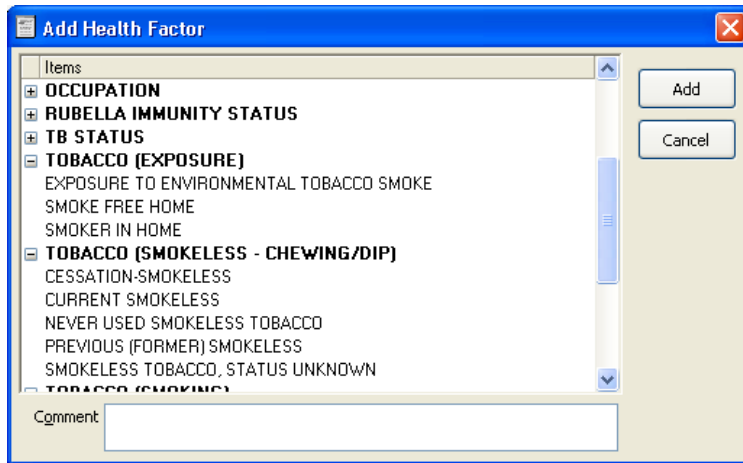 Add Health Factor
Items
OCCUPATION
RUBELLA IMMUNITY STATUS
TB STATUS
TOBACCO (EXPOSURE)
EXPOSURE TO ENVIRONMENTAL TOBACCO SMOKE
SMOKE FREE HOME
SMOKER IN HOME
TOBACCO (SMOKELESS - CHEWING/DIP)
CESSATION-SMOKELESS
CURRENT SMOKELESS
NEVER USED SMOKELESS TOBACCO
PREVIOUS (FORMER) SMOKELESS
SMOKELESS TOBACCO, STATUS UNKNOWN
TOBACCO (SMOKING)
Add
Cancel
Comment